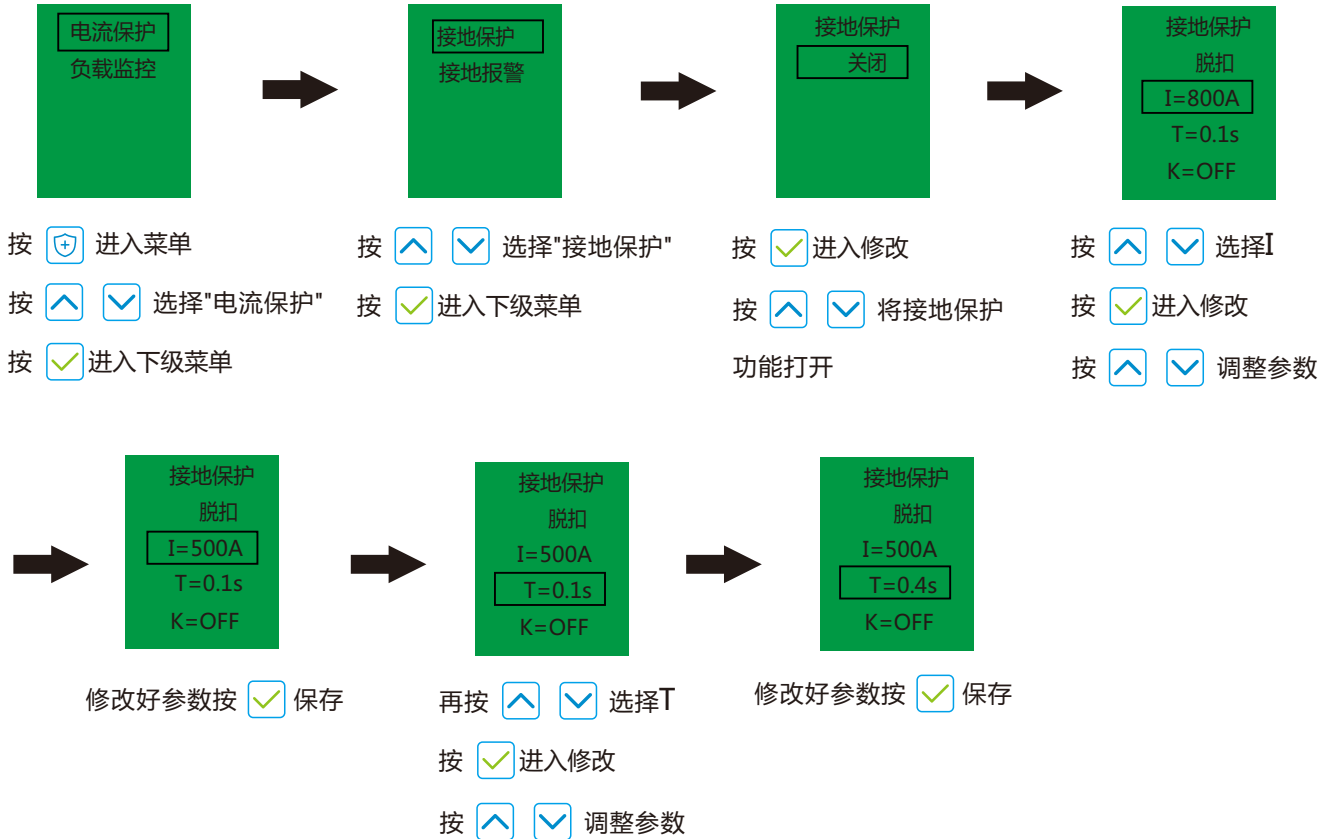 电流保护
负载监控
按 进入菜单
按 选择"电流保护"
按 进入下级菜单
接地保护
接地报警
按 选择"接地保护"
按 进入下级菜单
接地保护
关闭
按 进入修改
按 将接地保护
功能打开
接地保护
脱扣
I=800A
T=0.1s
K=OFF
按 选择I
按 进入修改
按 调整参数
接地保护
脱扣
I=500A
T=0.1s
K=OFF
修改好参数按 保存
接地保护
脱扣
I=500A
T=0.1s
K=OFF
再按 选择T
按 进入修改
按 调整参数
接地保护
脱扣
I=500A
T=0.4s
K=OFF
修改好参数按 保存